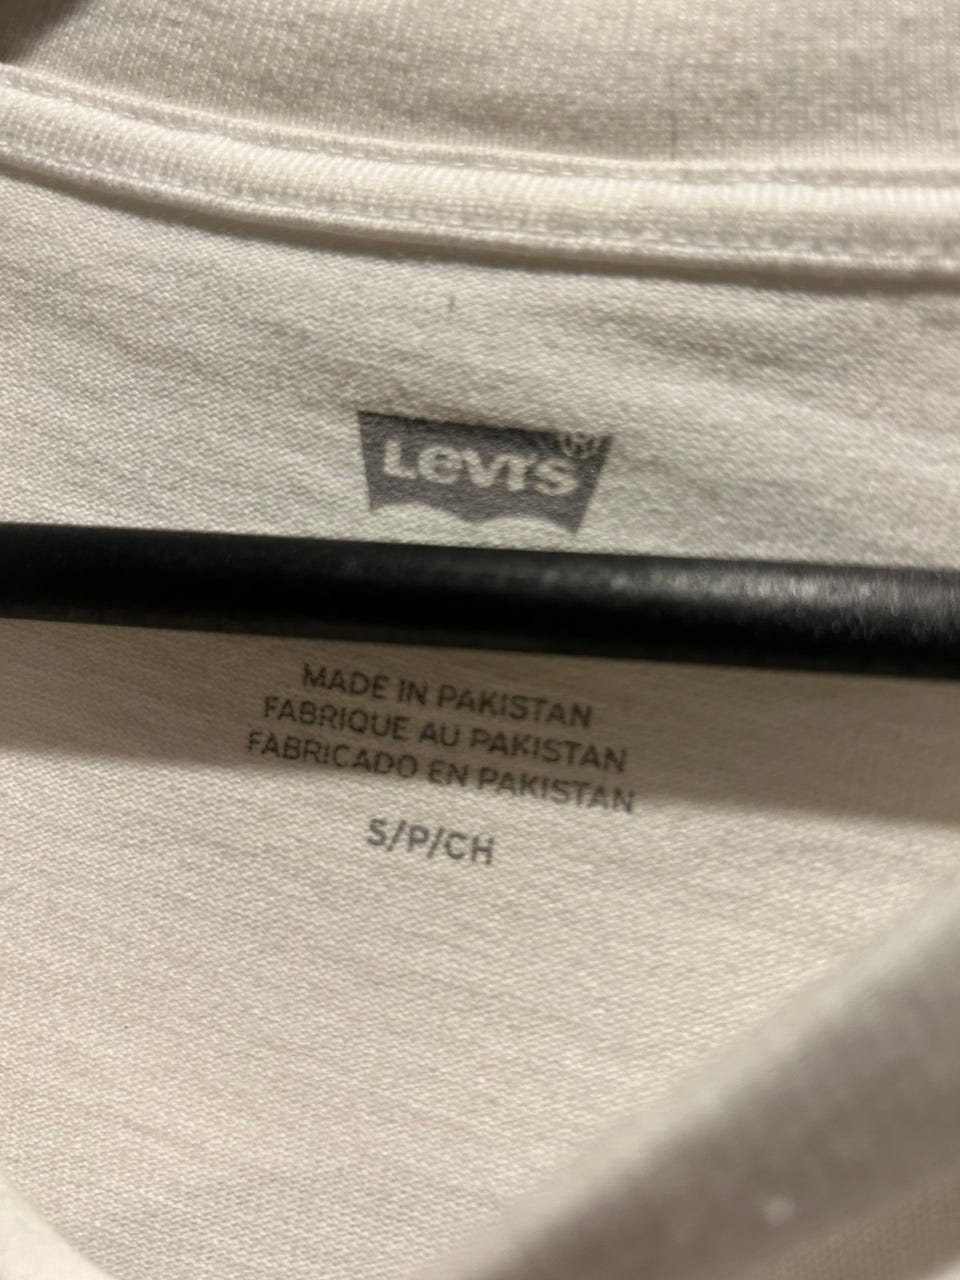 Levi's®
MADE IN PAKISTAN
FABRIQUE AU PAKISTAN
FABRICADO EN PAKISTAN
S/P/CH